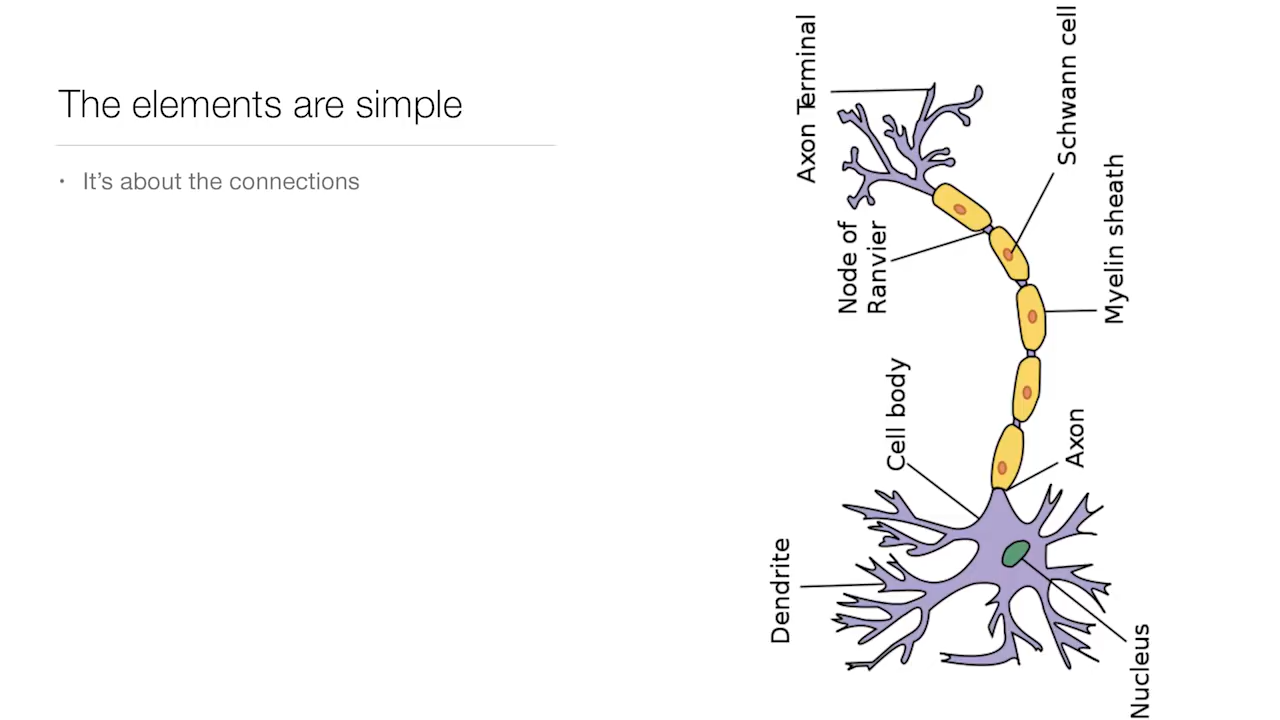 The elements are simple
• It's about the connections
Axon Terminal
Schwann cell
Node of
Ranvier
Myelin sheath
Cell body
Axon
Dendrite
Nucleus